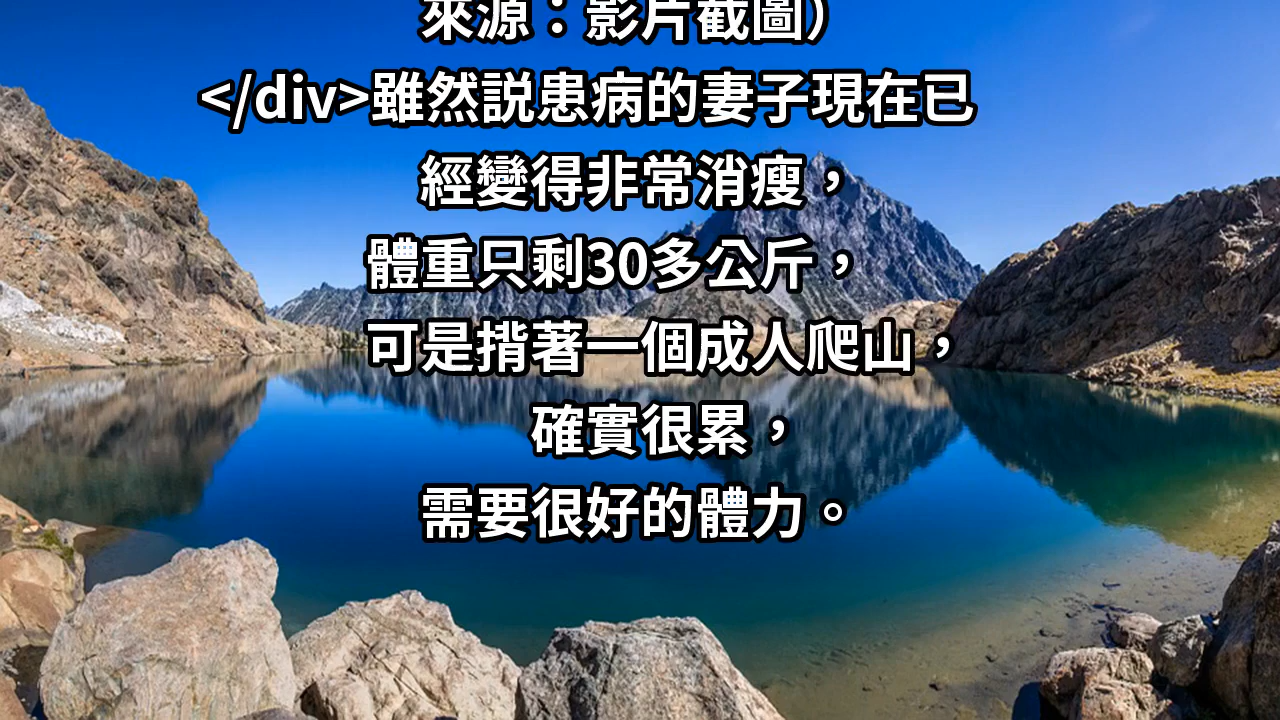 來源：影片截圖）
</div>雖然説患病的妻子現在已
經變得非常消瘦，
體重只剩30多公斤，
可是揹著一個成人爬山，
確實很累，
需要很好的體力。